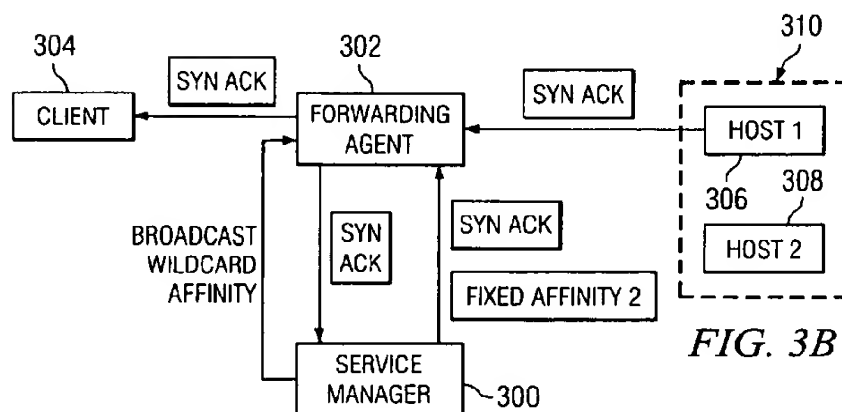 304
SYN ACK
CLIENT
302
FORWARDING
AGENT
SYN ACK
310
HOST 1
306
308
HOST 2
BROADCAST
WILDCARD
AFFINITY
SYN
ACK
SYN ACK
FIXED AFFINITY 2
SERVICE
MANAGER
300
FIG. 3B